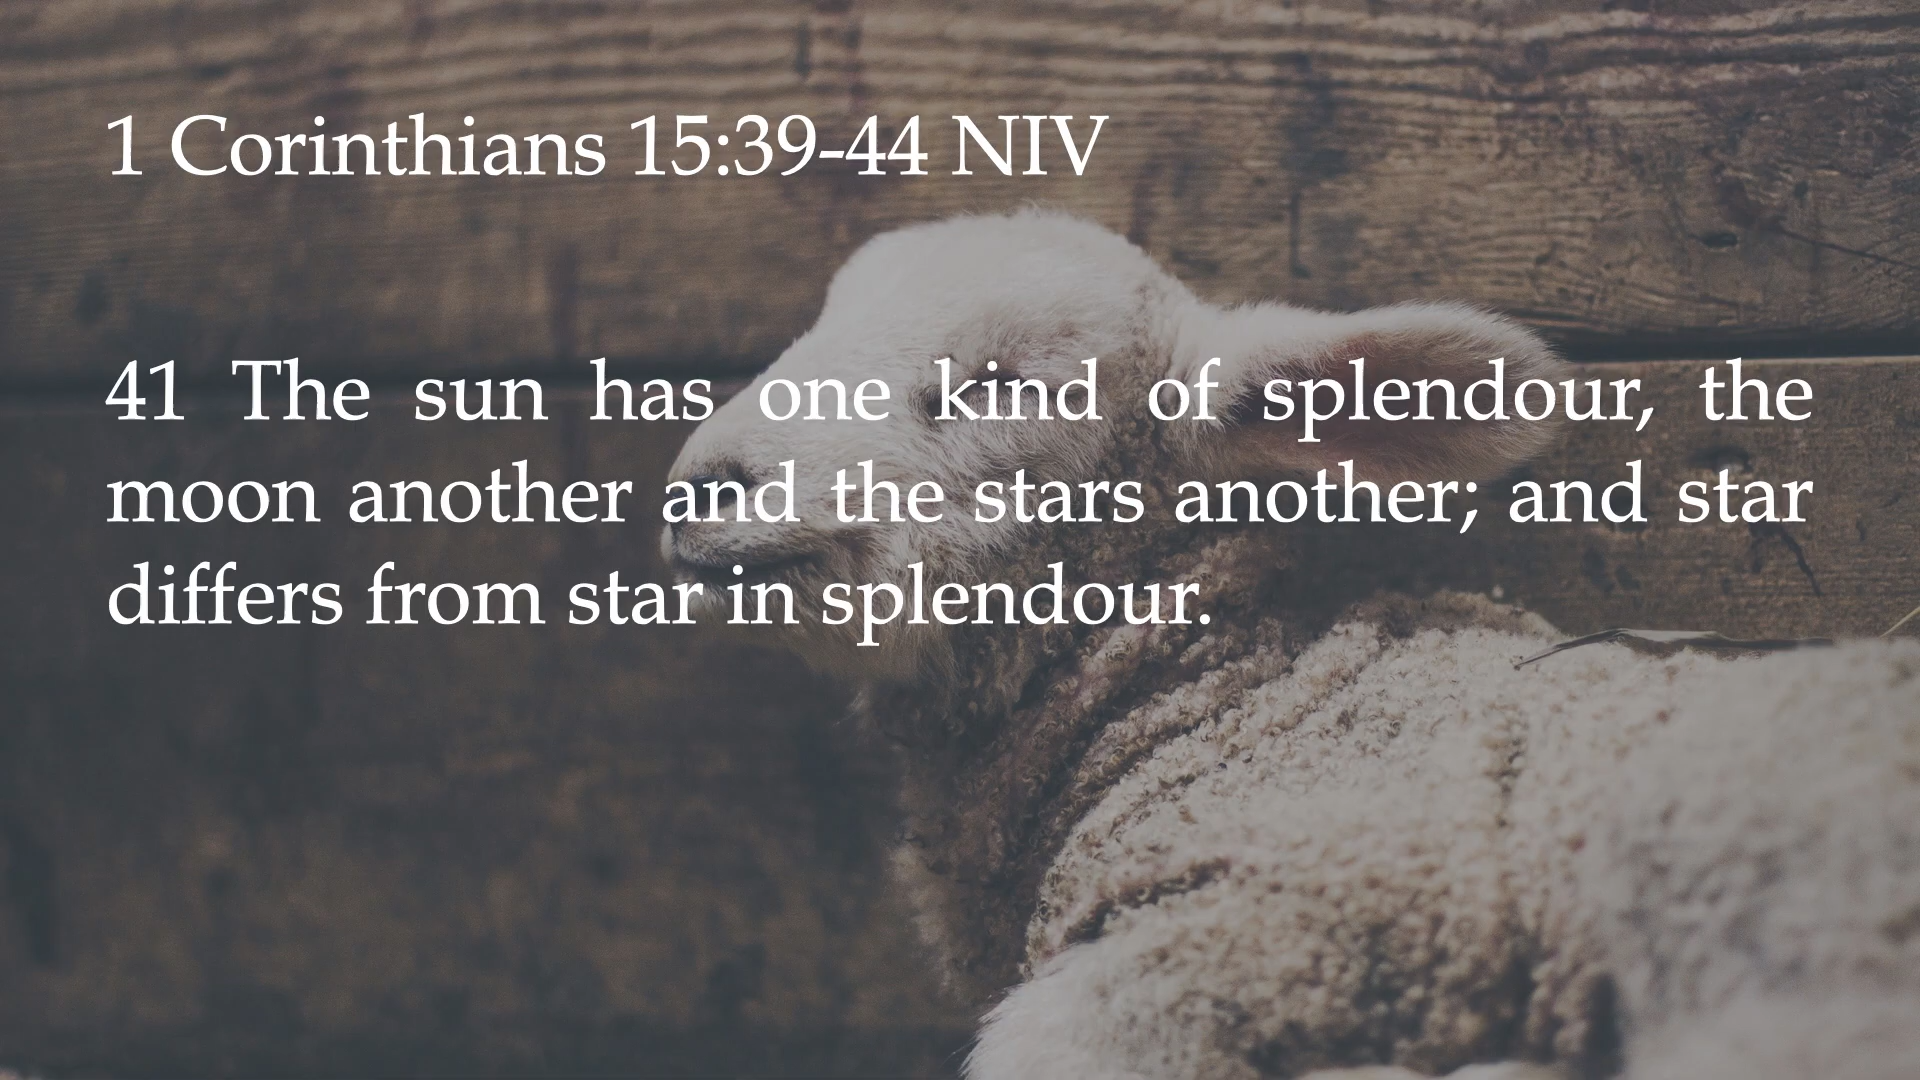 1 Corinthians 15:39-44 NIV
41 The sun has one kind of splendour, the
moon another and the stars another; and star
differs from star in splendour.